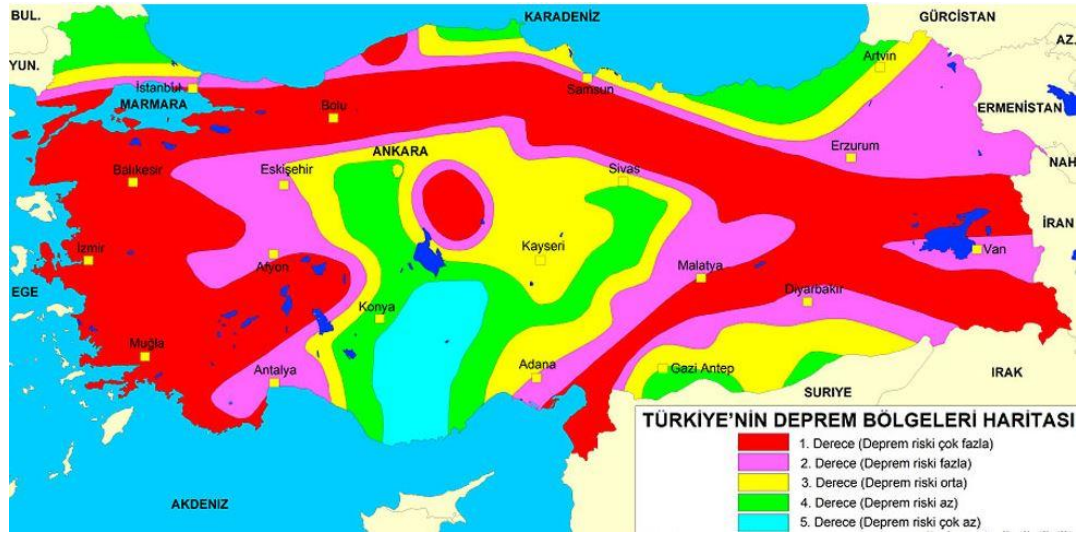 BUL.
KARADENİZ
GÜRCİSTAN
AZ.
YUN.
Artvin
İstanbul
MARMARA
Samsun
Bolu
ERMENİSTAN
ANKARA
Erzurum
Balıkesir
Eskişehir
Sivas
NAH
İzmir
Kayseri
İRAN
Van
Afyon
Malatya
EGE
Diyarbakır
Konya
Muğla
Antalya
Adana
Gazi Antep
SURIYE
IRAK
AKDENIZ
TÜRKİYE'NİN DEPREM BÖLGELERİ HARİTASI
1. Derece (Deprem riski çok fazla)
2. Derece (Deprem riski fazla)
3. Derece (Deprem riski orta)
4. Derece (Deprem riski az)
5. Derece (Deprem riski çok az)